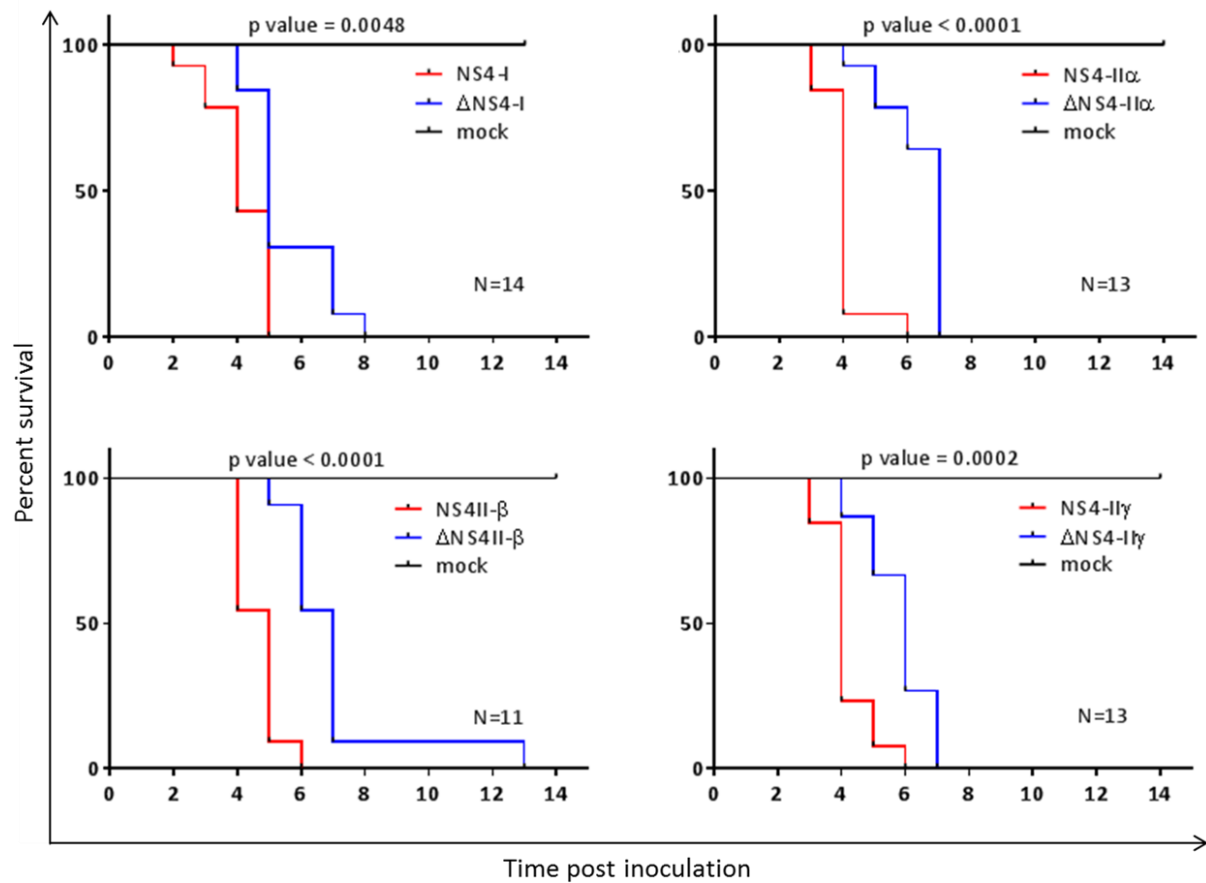 p value = 0.0048
100
50
0
NS4-I
ΔNS4-I
mock
N=14
0 2 4 6 8 10 12 14
p value < 0.0001
00
50
0
NS4-IIα
ΔNS4-IIα
mock
N=13
0 2 4 6 8 10 12 14
p value < 0.0001
100
50
0
NS4II-β
ΔNS4II-β
mock
N=11
0 2 4 6 8 10 12 14
p value = 0.0002
100
50
0
NS4-IIγ
ΔNS4-IIγ
mock
N=13
0 2 4 6 8 10 12 14
Percent survival
Time post inoculation